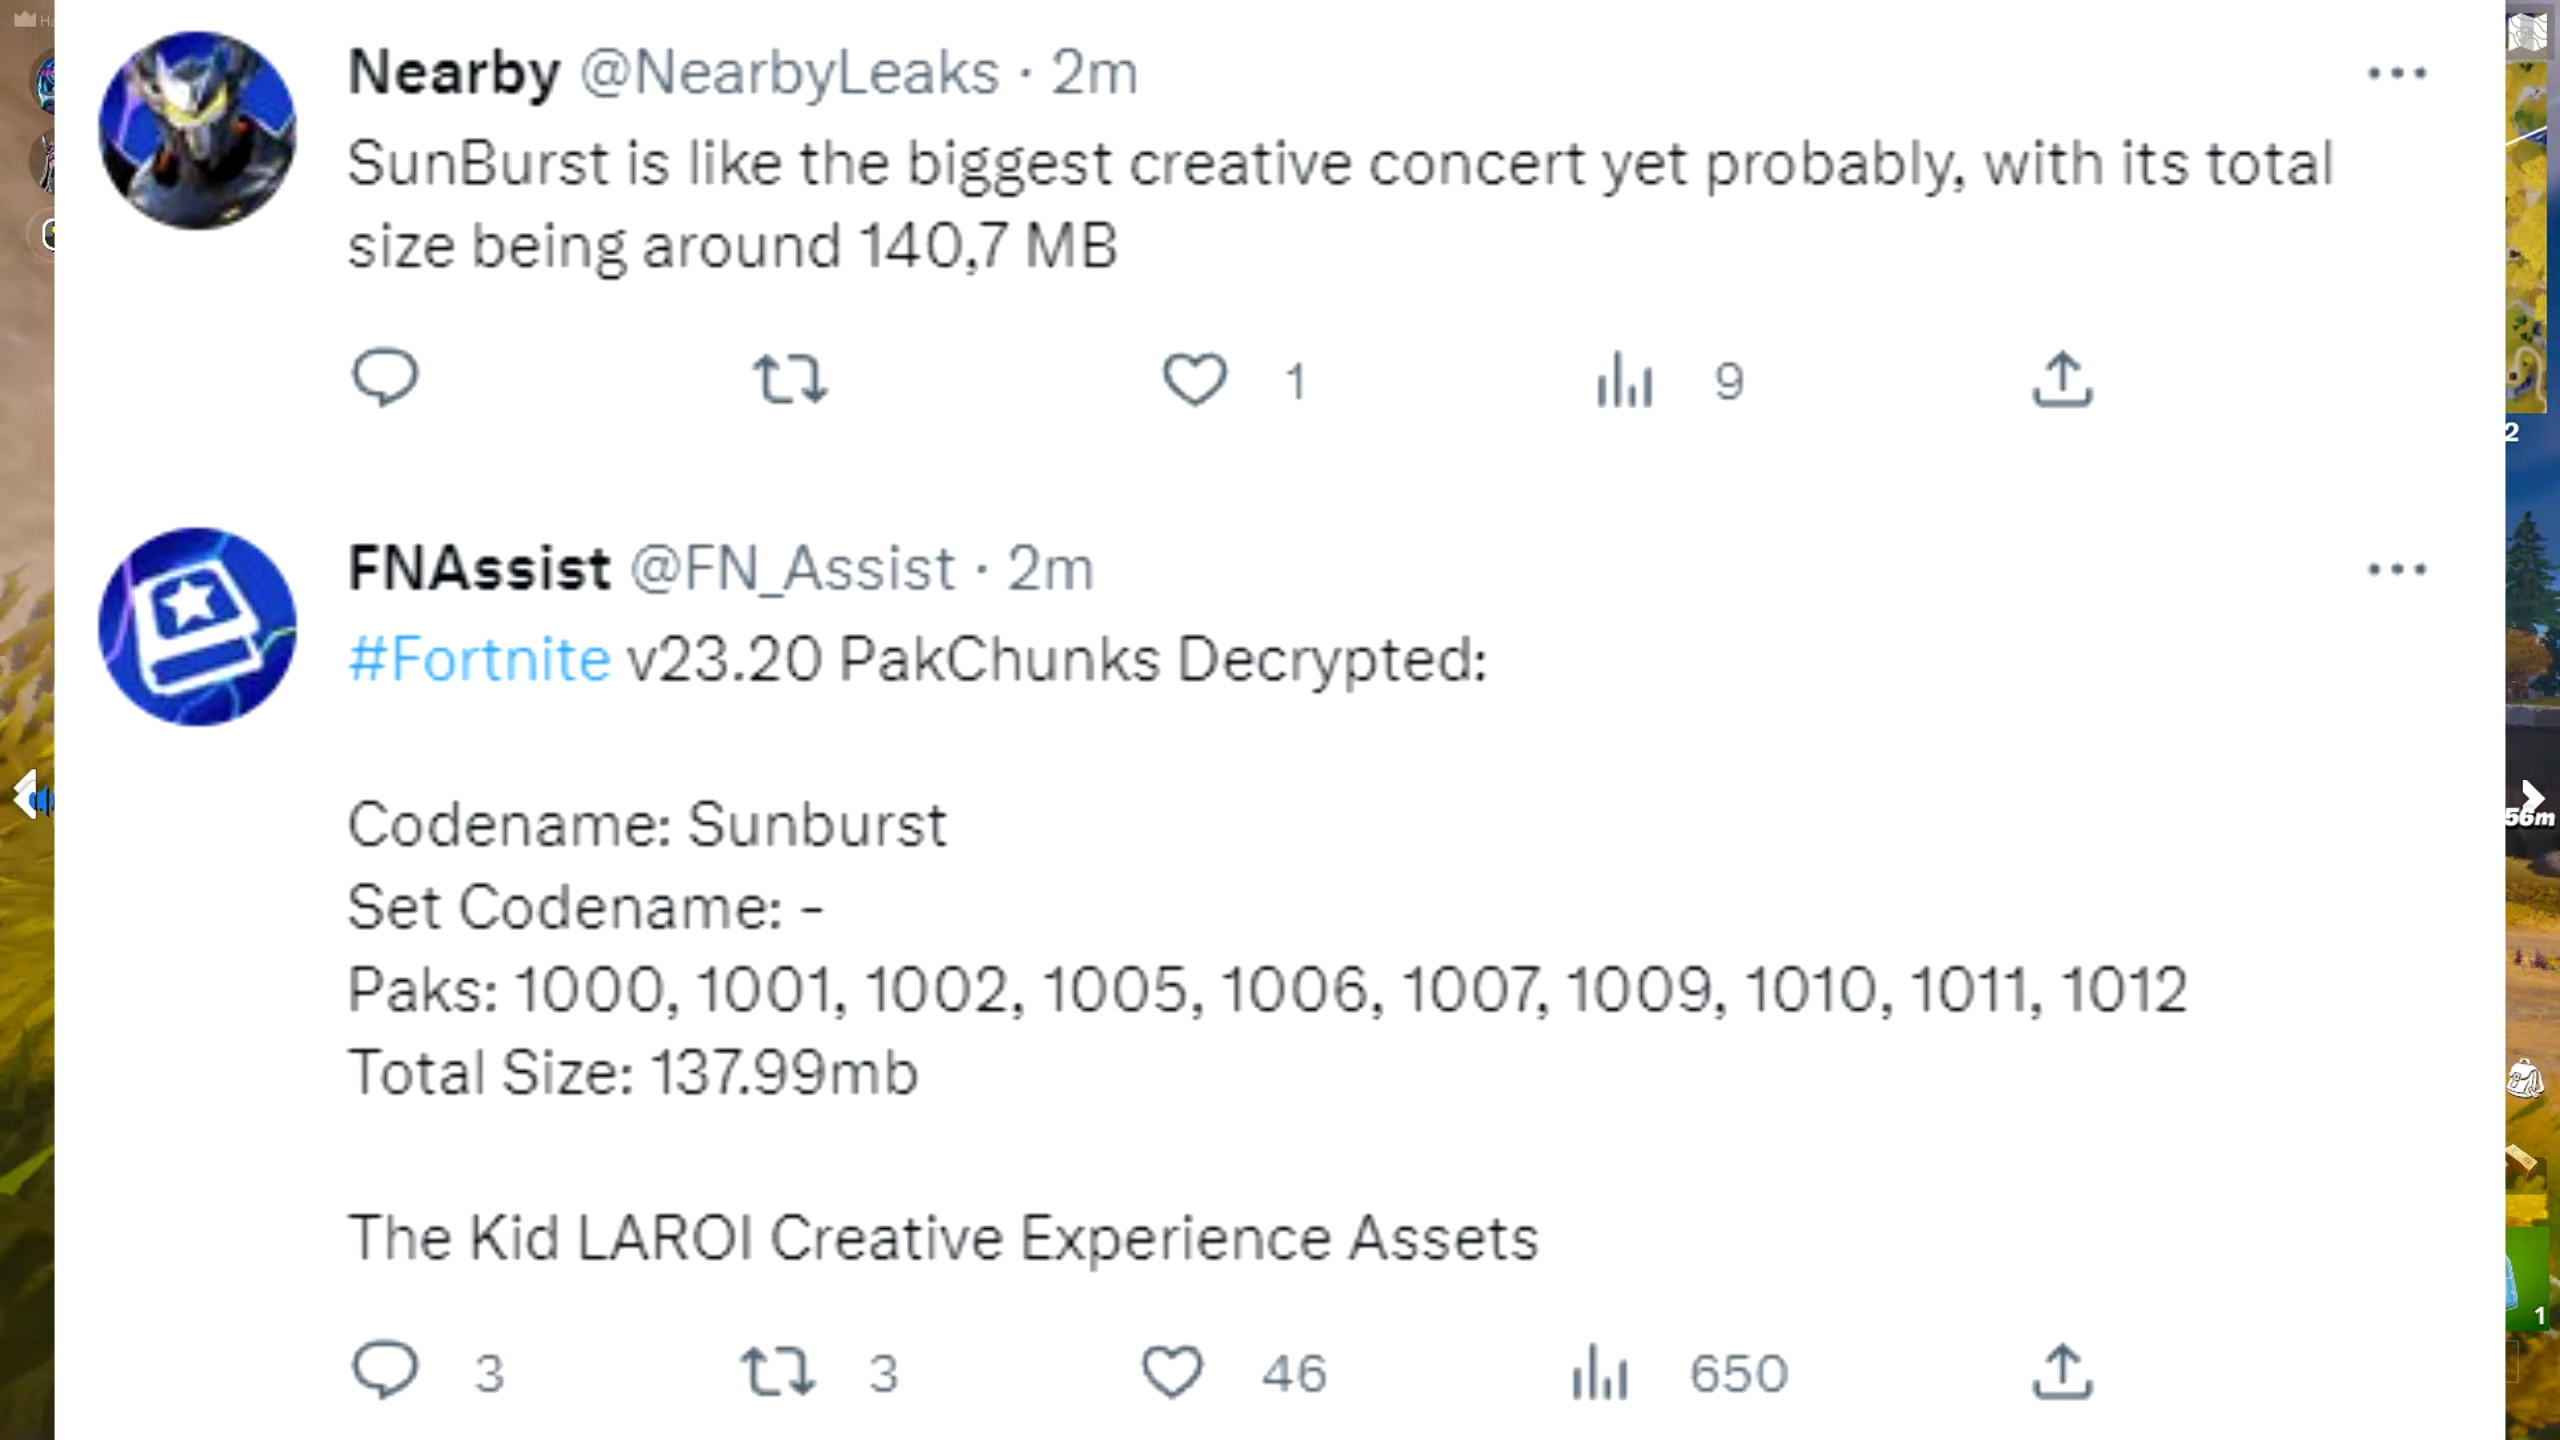 Nearby @NearbyLeaks · 2m
SunBurst is like the biggest creative concert yet probably, with its total
size being around 140,7 MB
1 9
FNAssist @FN_Assist · 2m
#Fortnite v23.20 PakChunks Decrypted:
Codename: Sunburst
Set Codename: -
Paks: 1000, 1001, 1002, 1005, 1006, 1007, 1009, 1010, 1011, 1012
Total Size: 137.99mb
The Kid LAROI Creative Experience Assets
3 3 46 650
2
56m
1